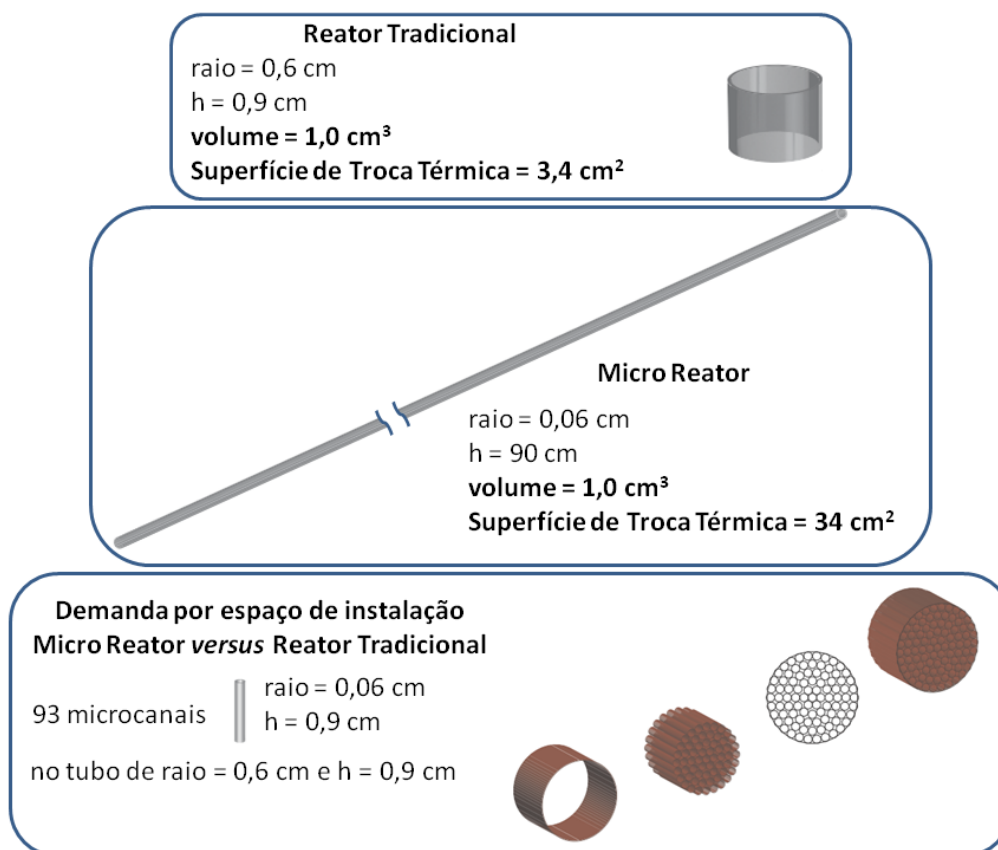 Reator Tradicional
raio = 0,6 cm
h = 0,9 cm
volume = 1,0 cm³
Superfície de Troca Térmica = 3,4 cm²
Micro Reator
raio = 0,06 cm
h = 90 cm
volume = 1,0 cm³
Superfície de Troca Térmica = 34 cm²
Demanda por espaço de instalação
Micro Reator versus Reator Tradicional
93 microcanais
raio = 0,06 cm
h = 0,9 cm
no tubo de raio = 0,6 cm e h = 0,9 cm